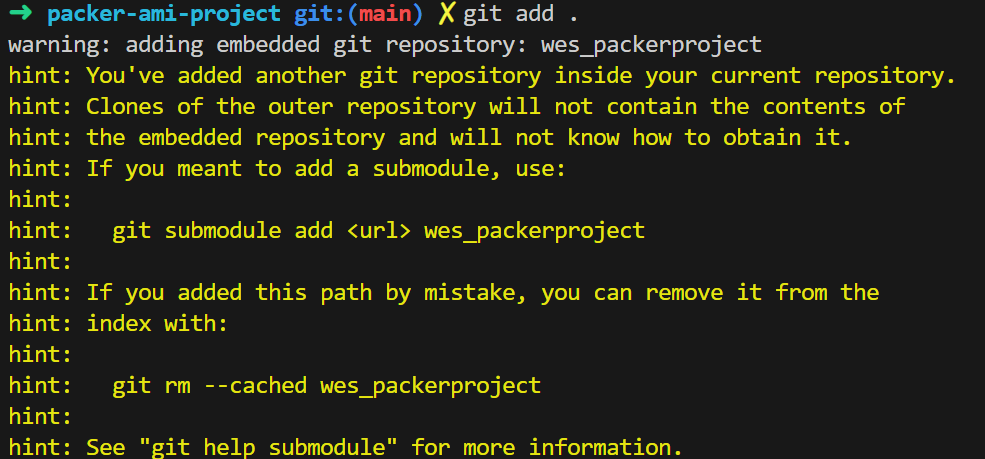 ➜ packer-ami-project git:(main) ✗ git add .
warning: adding embedded git repository: wes_packerproject
hint: You've added another git repository inside your current repository.
hint: Clones of the outer repository will not contain the contents of
hint: the embedded repository and will not know how to obtain it.
hint: If you meant to add a submodule, use:
hint:
hint:   git submodule add <url> wes_packerproject
hint:
hint: If you added this path by mistake, you can remove it from the
hint: index with:
hint:
hint:   git rm --cached wes_packerproject
hint:
hint: See "git help submodule" for more information.